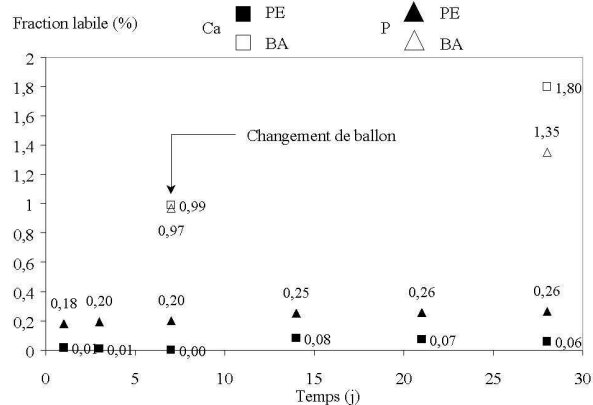 Fraction labile (%)
Ca PE P PE
BA BA
2
1,8 1,80
1,6
1,35
1,4
Changement de ballon
1,2
1 0,99
0,97
0,8
0,6
0,4
0,18 0,20 0,20 0,25 0,26 0,26
0,2
0,01 0,01 0,00 0,08 0,07 0,06
0
0 5 10 15 20 25 30
Temps (j)